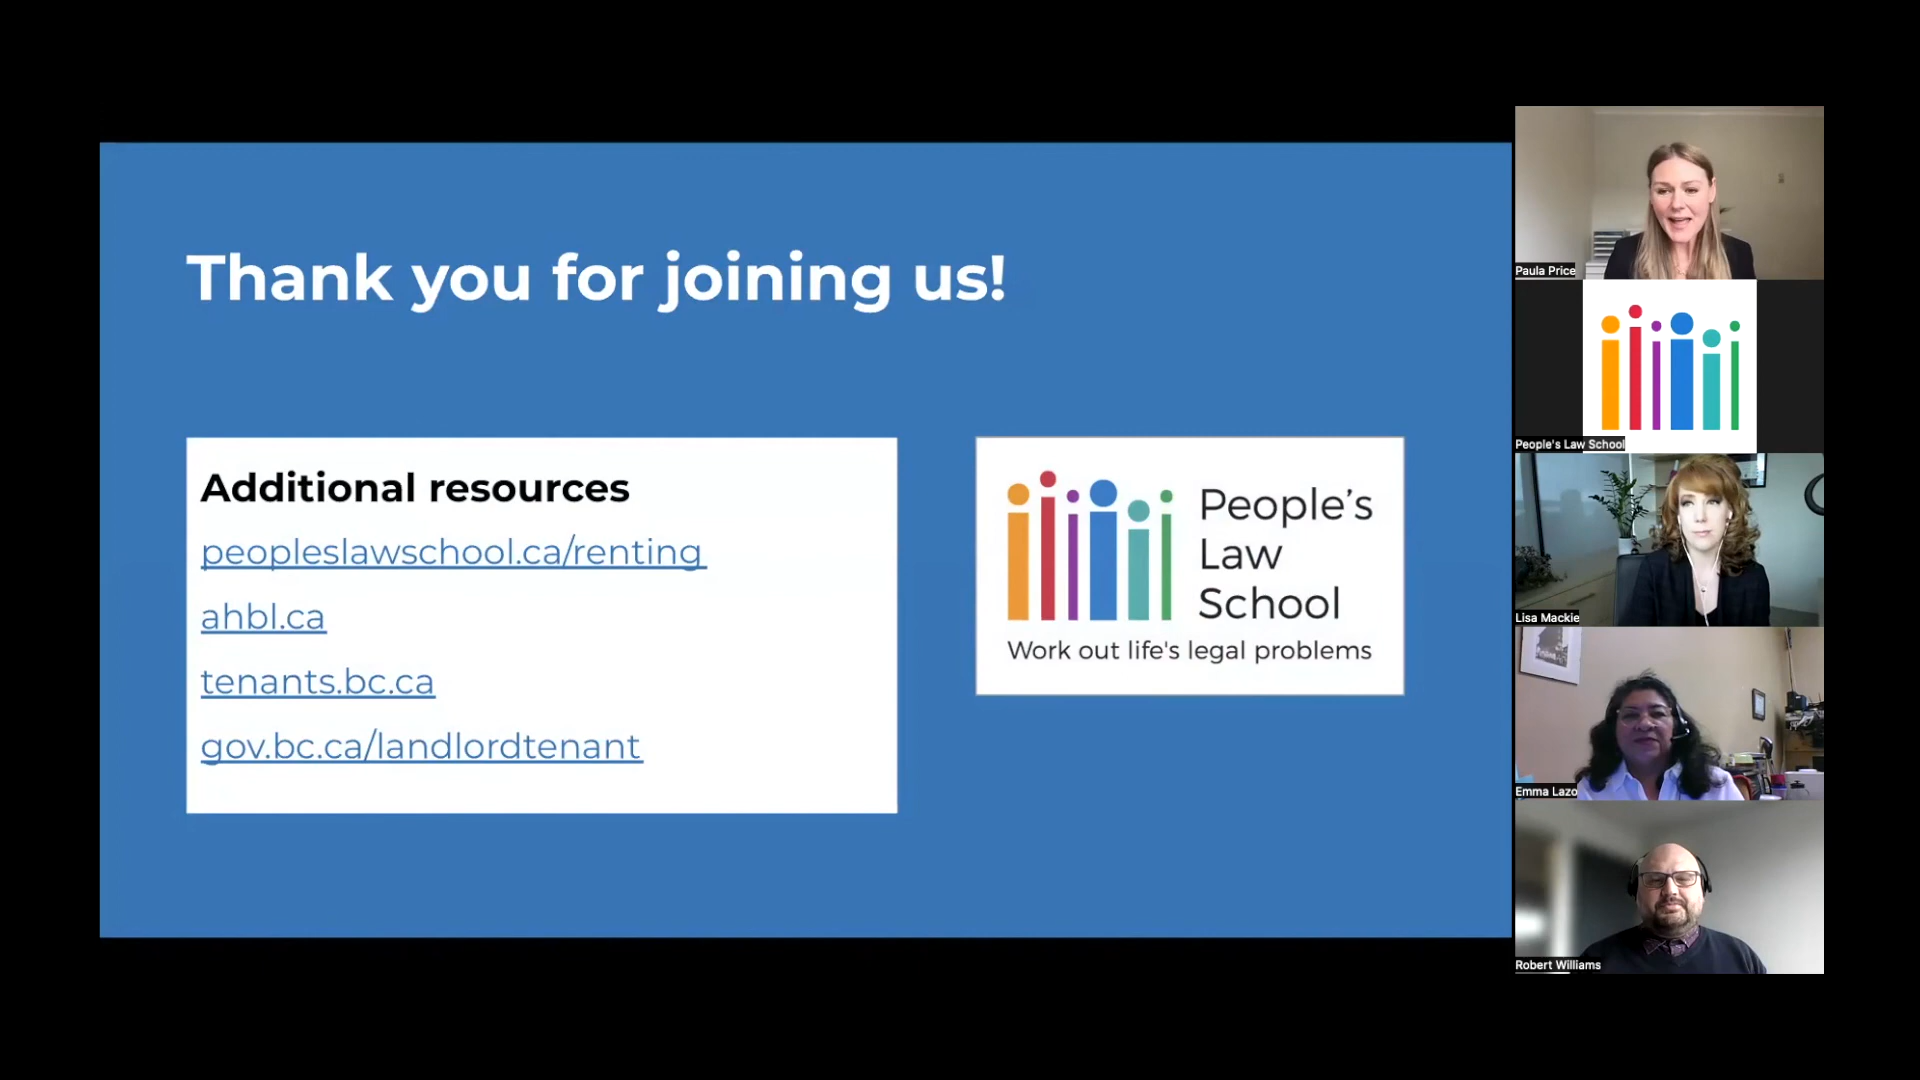 Thank you for joining us!
Additional resources
peopleslawschool.ca/renting
ahbl.ca
tenants.bc.ca
gov.bc.ca/landlordtenant
People's
Law
School
Work out life's legal problems
Paula Price
People's Law School
Lisa Mackie
Emma Lazo
Robert Williams